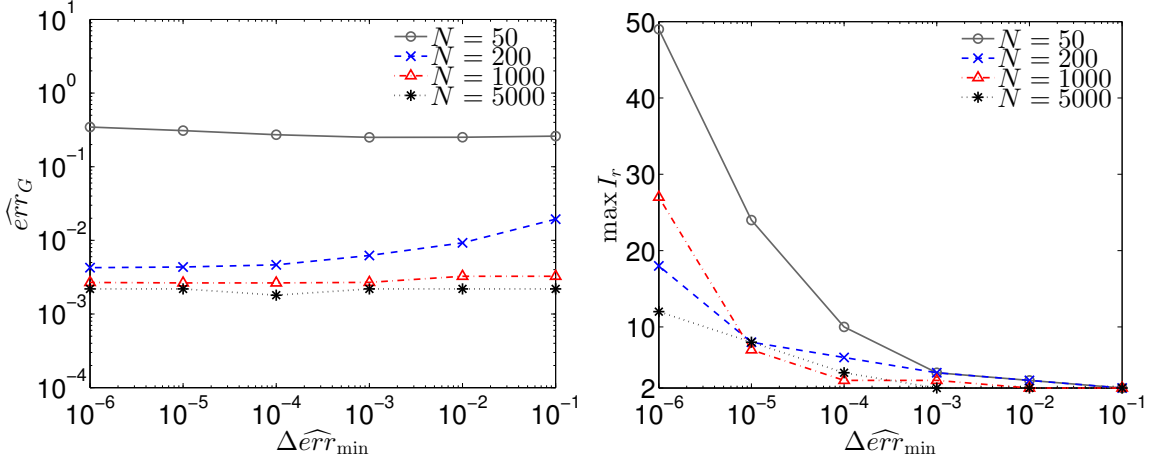 10^1
10^0
10^-1
10^-2
10^-3
10^-4
\widehat{err}_G
N = 50
N = 200
N = 1000
N = 5000
10^-6 10^-5 10^-4 10^-3 10^-2 10^-1
Δ\widehat{err}_min
50
40
30
20
10
2
max I_r
N = 50
N = 200
N = 1000
N = 5000
10^-6 10^-5 10^-4 10^-3 10^-2 10^-1
Δ\widehat{err}_min